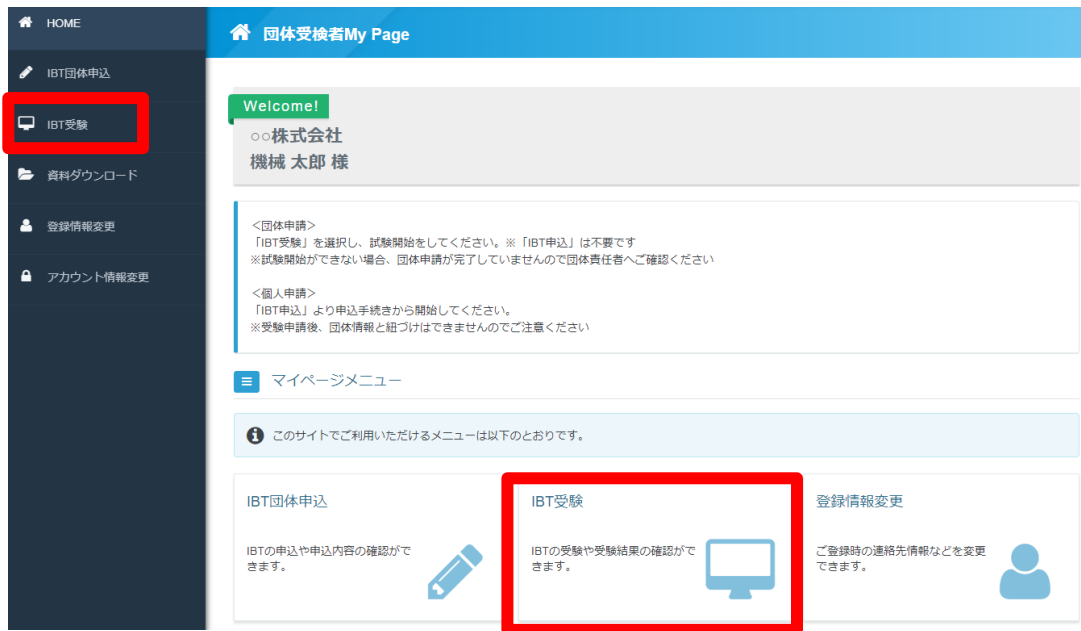 HOME
IBT団体申込
IBT受験
資料ダウンロード
登録情報変更
アカウント情報変更
団体受検者My Page
Welcome!
○○株式会社
機械 太郎 様
＜団体申請＞
「IBT受験」を選択し、試験開始をしてください。※「IBT申込」は不要です
※試験開始ができない場合、団体申請が完了していませんので団体責任者へご確認ください
＜個人申請＞
「IBT申込」より申込手続きから開始してください。
※受験申請後、団体情報と紐づけはできませんのでご注意ください
マイページメニュー
このサイトでご利用いただけるメニューは以下のとおりです。
IBT団体申込
IBTの申込や申込内容の確認がで
きます。
IBT受験
IBTの受験や受験結果の確認がで
きます。
登録情報変更
ご登録時の連絡先情報などを変更
できます。